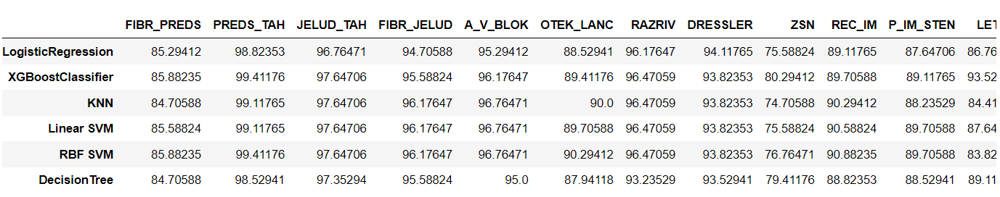 FIBR_PREDS PREDS_TAH JELUD_TAH FIBR_JELUD A_V_BLOK OTEK_LANC RAZRIV DRESSLER ZSN REC_IM P_IM_STEN LET
LogisticRegression 85.29412 98.82353 96.76471 94.70588 95.29412 88.52941 96.17647 94.11765 75.58824 89.11765 87.64706 86.76
XGBoostClassifier 85.88235 99.41176 97.64706 95.58824 96.17647 89.41176 96.47059 93.82353 80.29412 89.70588 89.11765 93.52
KNN 84.70588 99.11765 97.64706 96.17647 96.76471 90.0 96.47059 93.82353 74.70588 90.29412 88.23529 84.41
Linear SVM 85.58824 99.11765 97.64706 96.17647 96.76471 89.70588 96.47059 93.82353 75.58824 90.58824 89.70588 87.64
RBF SVM 85.88235 99.41176 97.64706 96.17647 96.76471 90.29412 96.47059 93.82353 76.76471 90.88235 89.70588 83.82
DecisionTree 84.70588 98.52941 97.35294 95.58824 95.0 87.94118 93.23529 93.52941 79.41176 88.82353 88.52941 89.11